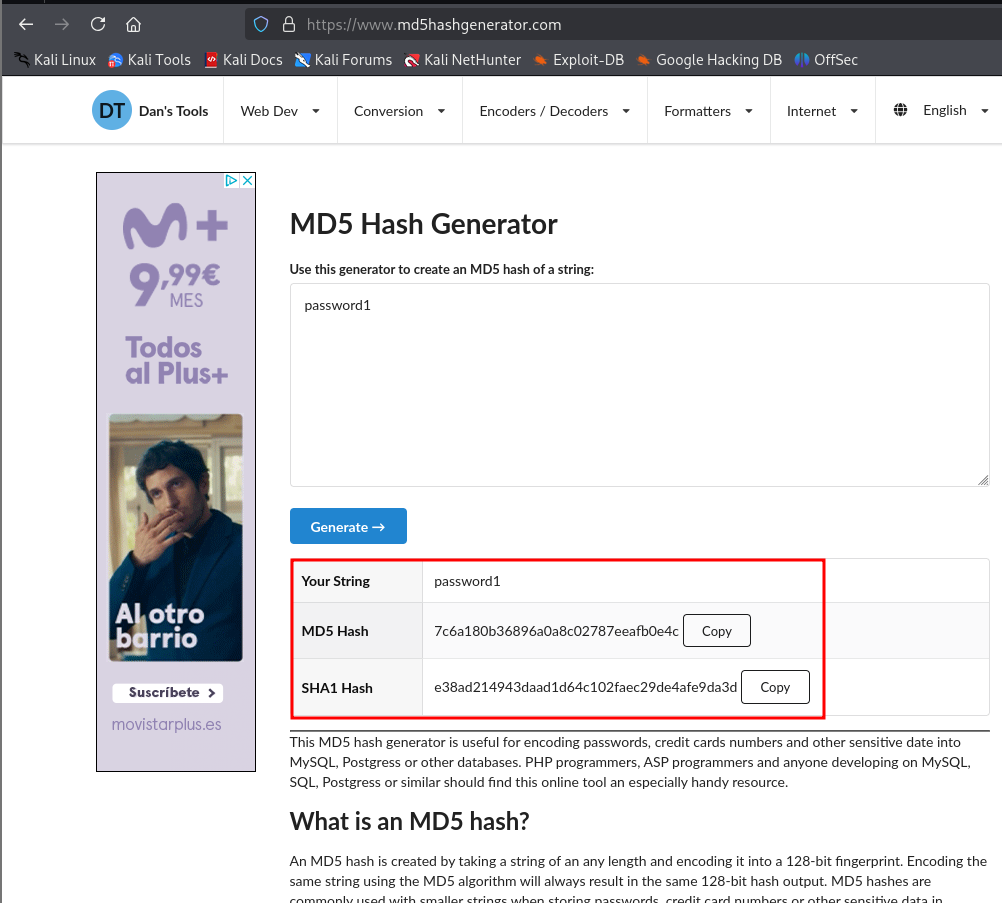 https://www.md5hashgenerator.com
Kali Linux Kali Tools Kali Docs Kali Forums Kali NetHunter Exploit-DB Google Hacking DB OffSec
DT Dan's Tools Web Dev Conversion Encoders / Decoders Formatters Internet English
M+
9,99€
MES
Todos
al Plus+
Al otro
barrio
Suscríbete
movistarplus.es
MD5 Hash Generator
Use this generator to create an MD5 hash of a string:
password1
Generate →
Your String password1
MD5 Hash 7c6a180b36896a0a8c02787eeafb0e4c Copy
SHA1 Hash e38ad214943daad1d64c102faec29de4afe9da3d Copy
This MD5 hash generator is useful for encoding passwords, credit cards numbers and other sensitive date into
MySQL, Postgress or other databases. PHP programmers, ASP programmers and anyone developing on MySQL,
SQL, Postgress or similar should find this online tool an especially handy resource.
What is an MD5 hash?
An MD5 hash is created by taking a string of an any length and encoding it into a 128-bit fingerprint. Encoding the
same string using the MD5 algorithm will always result in the same 128-bit hash output. MD5 hashes are
commonly used with smaller strings when storing passwords, credit card numbers or other sensitive data in